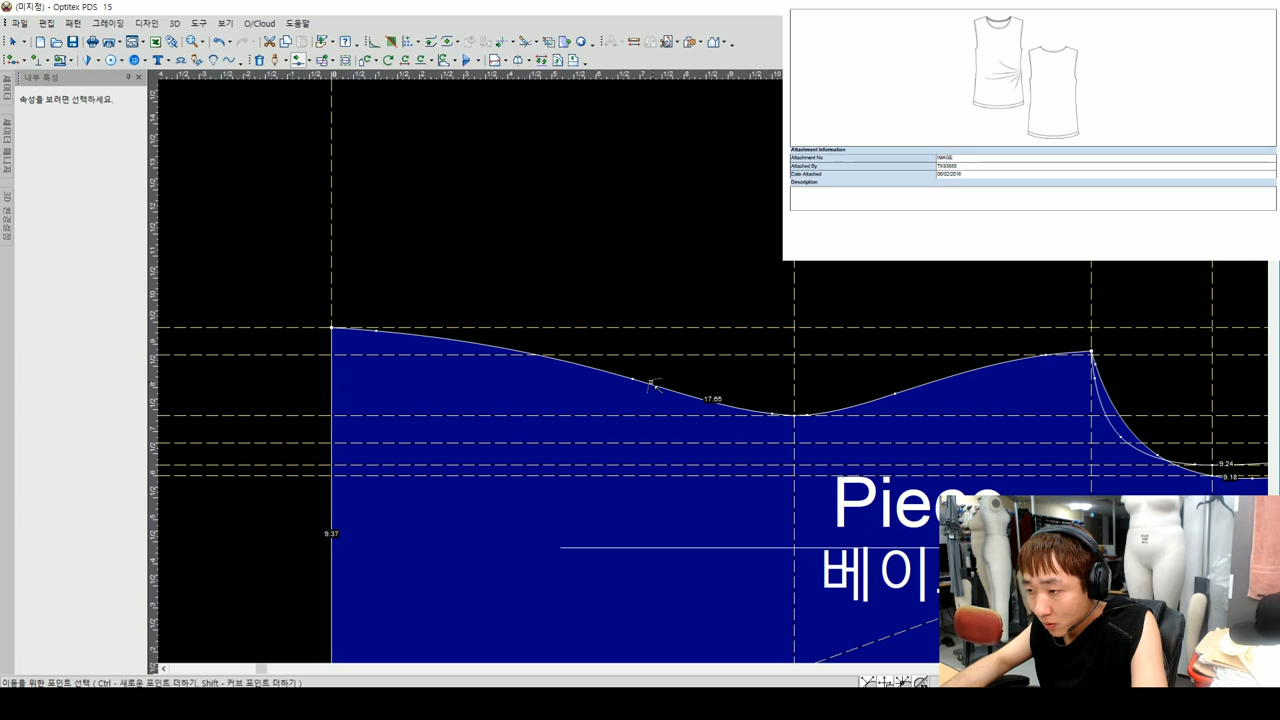 (미지정) - Optitex PDS 15
파일 편집 패턴 그레이딩 디자인 3D 도구 보기 O/Cloud 도움말
내부 특성
속성을 보려면 선택하세요.
Attachment Information
Attachment No IMAGE
Attached By
Date Attached 06/02/2016
Description
17.65
9.37
9.24
9.18
Piece
베이
이동을 위한 포인트 선택 ( Ctrl - 새로운 포인트 더하기, Shift - 커브 포인트 더하기 )